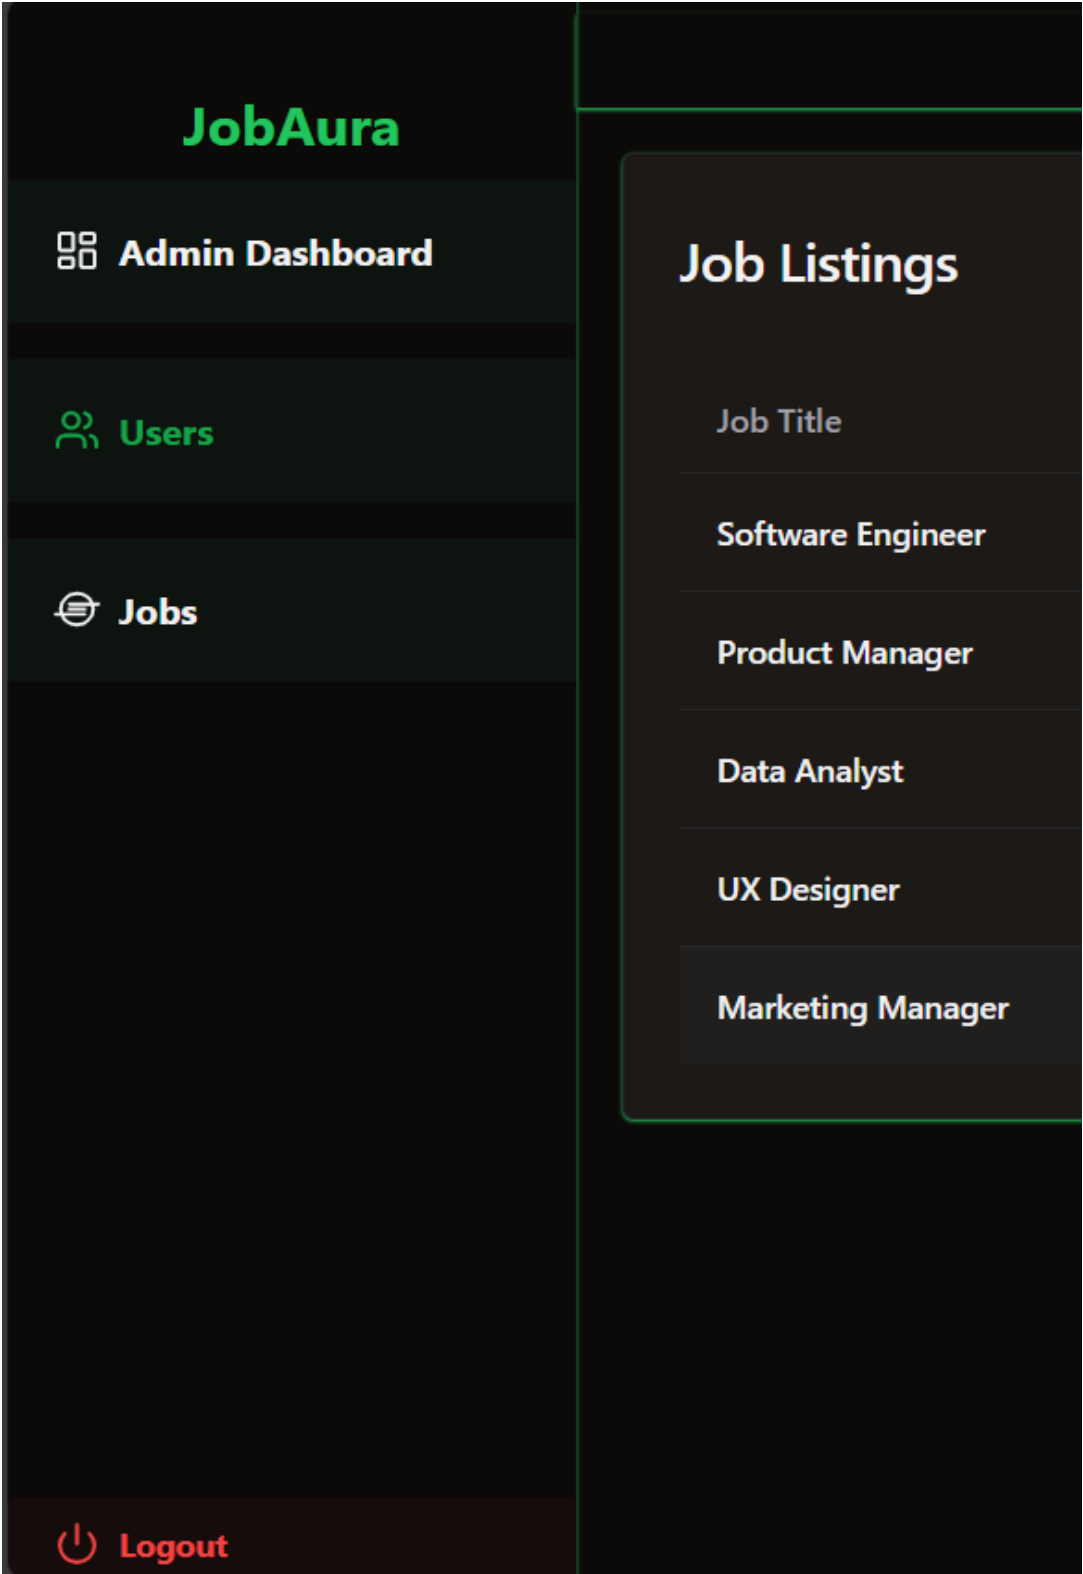 JobAura
Admin Dashboard
Users
Jobs
Logout
Job Listings
Job Title
Software Engineer
Product Manager
Data Analyst
UX Designer
Marketing Manager